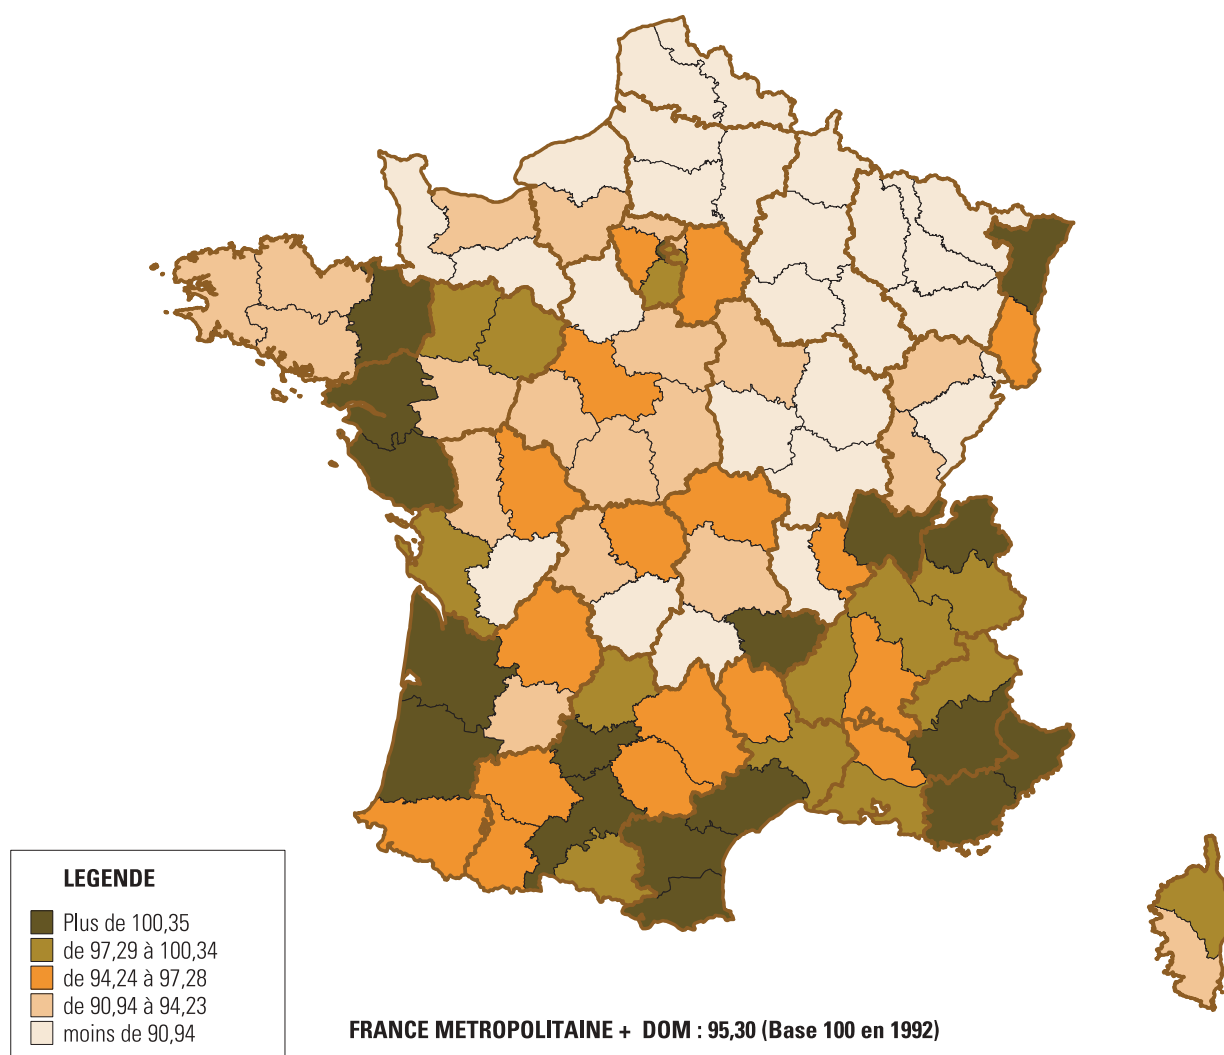 LEGENDE
Plus de 100,35
de 97,29 à 100,34
de 94,24 à 97,28
de 90,94 à 94,23
moins de 90,94
FRANCE METROPOLITAINE + DOM : 95,30 (Base 100 en 1992)